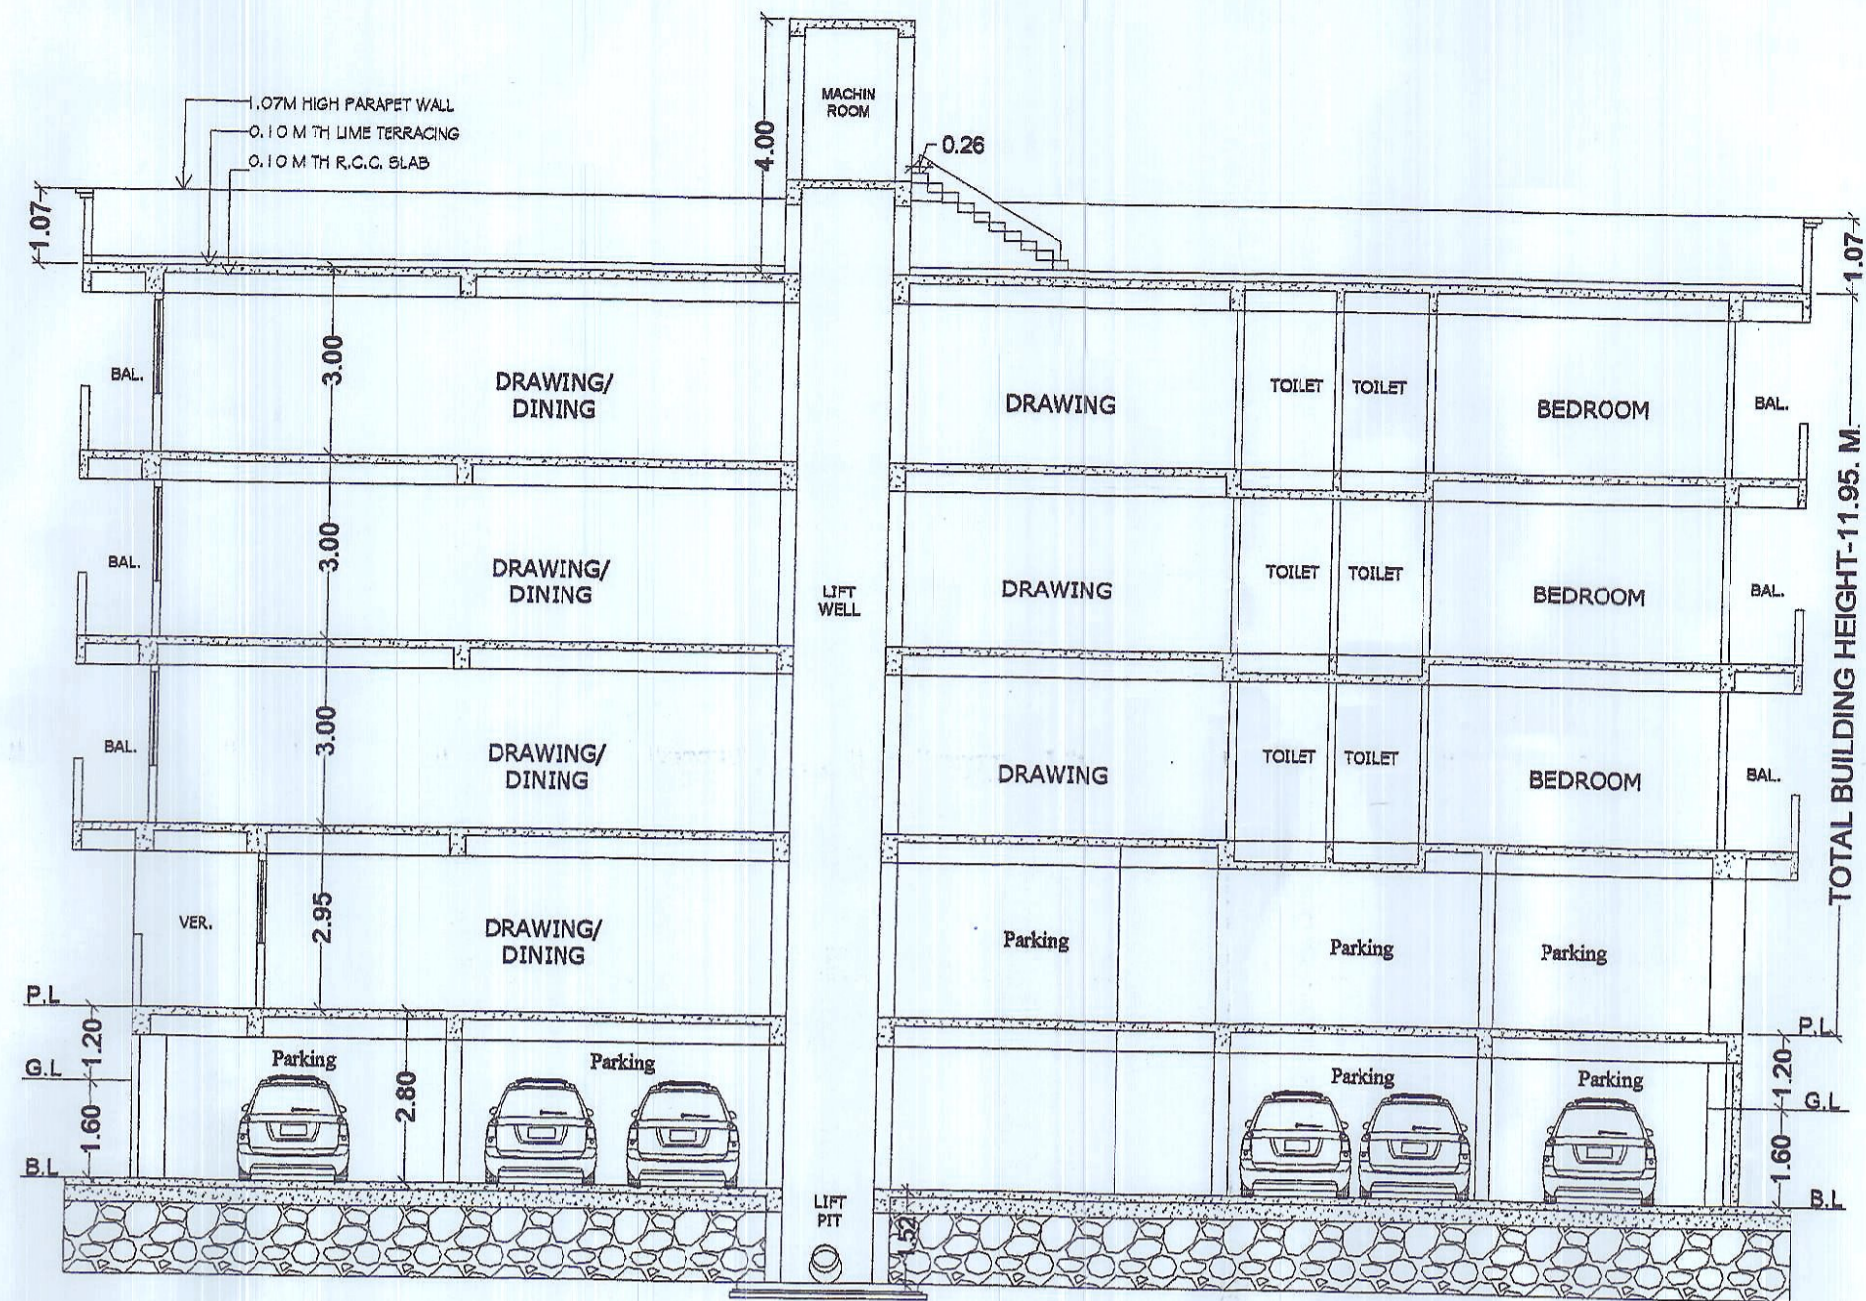 MACHIN
ROOM
1.07M HIGH PARAPET WALL
0.10 M TH LIME TERRACING
0.10 M TH R.C.C. SLAB
4.00
0.26
1.07
1.07
BAL.
3.00
DRAWING/
DINING
DRAWING
TOILET
TOILET
BEDROOM
BAL.
BAL.
3.00
DRAWING/
DINING
LIFT
WELL
DRAWING
TOILET
TOILET
BEDROOM
BAL.
TOTAL BUILDING HEIGHT-11.95. M.
BAL.
3.00
DRAWING/
DINING
DRAWING
TOILET
TOILET
BEDROOM
BAL.
VER.
2.95
DRAWING/
DINING
Parking
Parking
Parking
P.L
P.L
1.20
Parking
Parking
Parking
Parking
1.20
G.L
G.L
2.80
1.60
1.60
B.L
B.L
LIFT
PIT
1.52